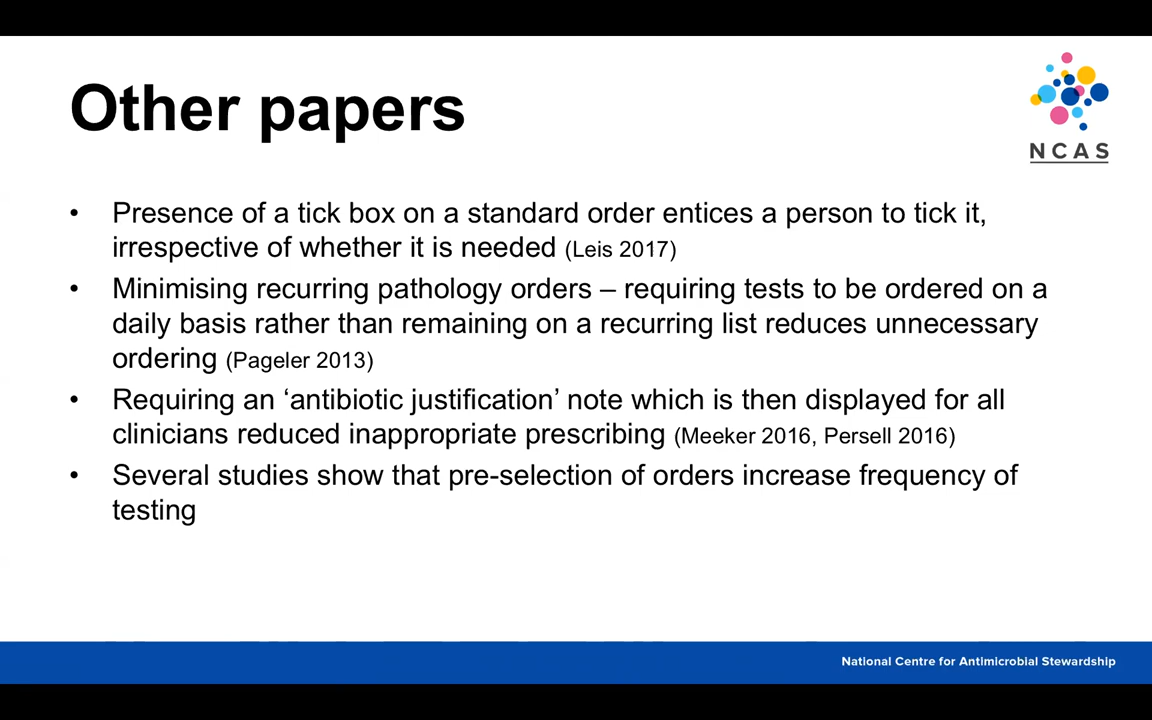 Other papers
NCAS
• Presence of a tick box on a standard order entices a person to tick it,
irrespective of whether it is needed (Leis 2017)
• Minimising recurring pathology orders – requiring tests to be ordered on a
daily basis rather than remaining on a recurring list reduces unnecessary
ordering (Pageler 2013)
• Requiring an ‘antibiotic justification’ note which is then displayed for all
clinicians reduced inappropriate prescribing (Meeker 2016, Persell 2016)
• Several studies show that pre-selection of orders increase frequency of
testing
National Centre for Antimicrobial Stewardship